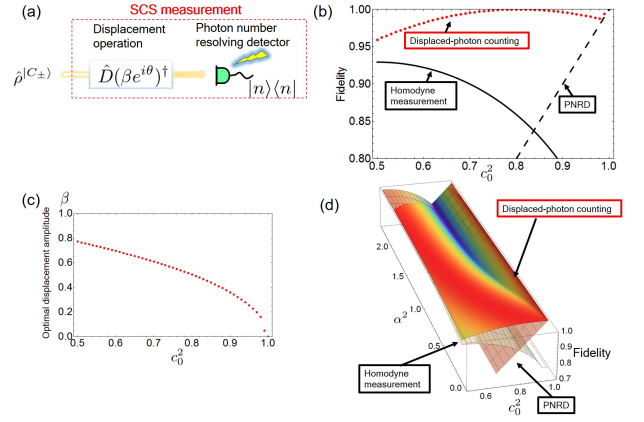 (a)
SCS measurement
Displacement
operation
Photon number
resolving detector
ρ̂^|C±⟩
D̂(βe^{iθ})†
|n⟩⟨n|
(b)
Fidelity
1.00
0.95
0.90
0.85
0.80
0.5 0.6 0.7 0.8 0.9 1.0
c₀²
Displaced-photon counting
Homodyne
measurement
PNRD
(c)
β
Optimal displacement amplitude
1.0
0.8
0.6
0.4
0.2
0.0
0.5 0.6 0.7 0.8 0.9 1.0
c₀²
(d)
Displaced-photon counting
2.0
1.5
1.0
0.5
0.0
α²
Homodyne
measurement
0.6 0.8 1.0
c₀²
PNRD
1.0
0.9
0.8
0.7
Fidelity